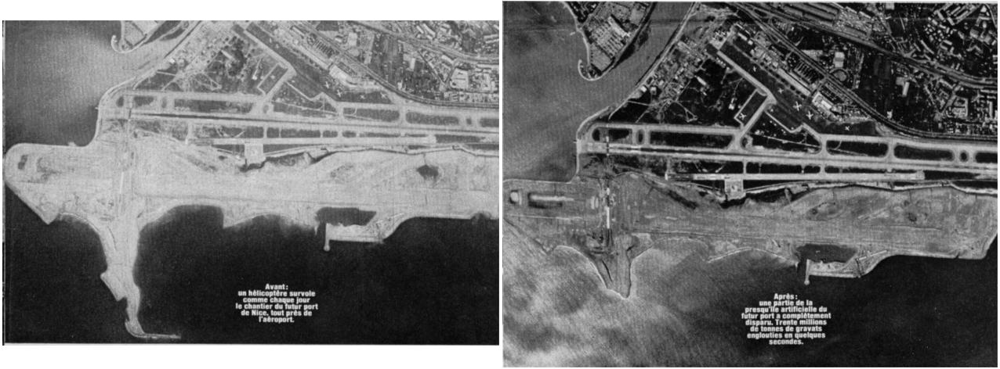 Avant:
un hélicoptère survole
comme chaque jour
le chantier du futur port
de Nice, tout près de
l'aéroport.
Après:
une partie de la
presqu'île artificielle du
futur port a complètement
disparu. Trente millions
de tonnes de gravats
englouties en quelques
secondes.